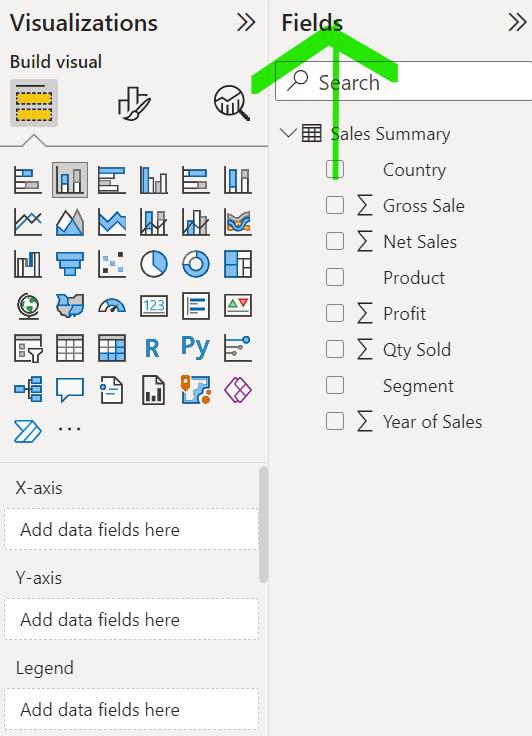 Visualizations
Build visual
123
R
Py
X-axis
Add data fields here
Y-axis
Add data fields here
Legend
Add data fields here
Fields
Search
Sales Summary
Country
Σ Gross Sale
Σ Net Sales
Product
Σ Profit
Σ Qty Sold
Segment
Σ Year of Sales